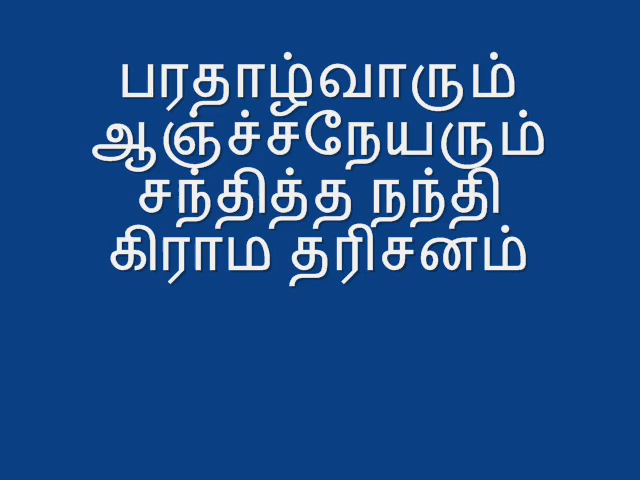 பரதாழ்வாரும்
ஆஞ்ச்சநேயரும்
சந்தித்த நந்தி
கிராம தரிசனம்